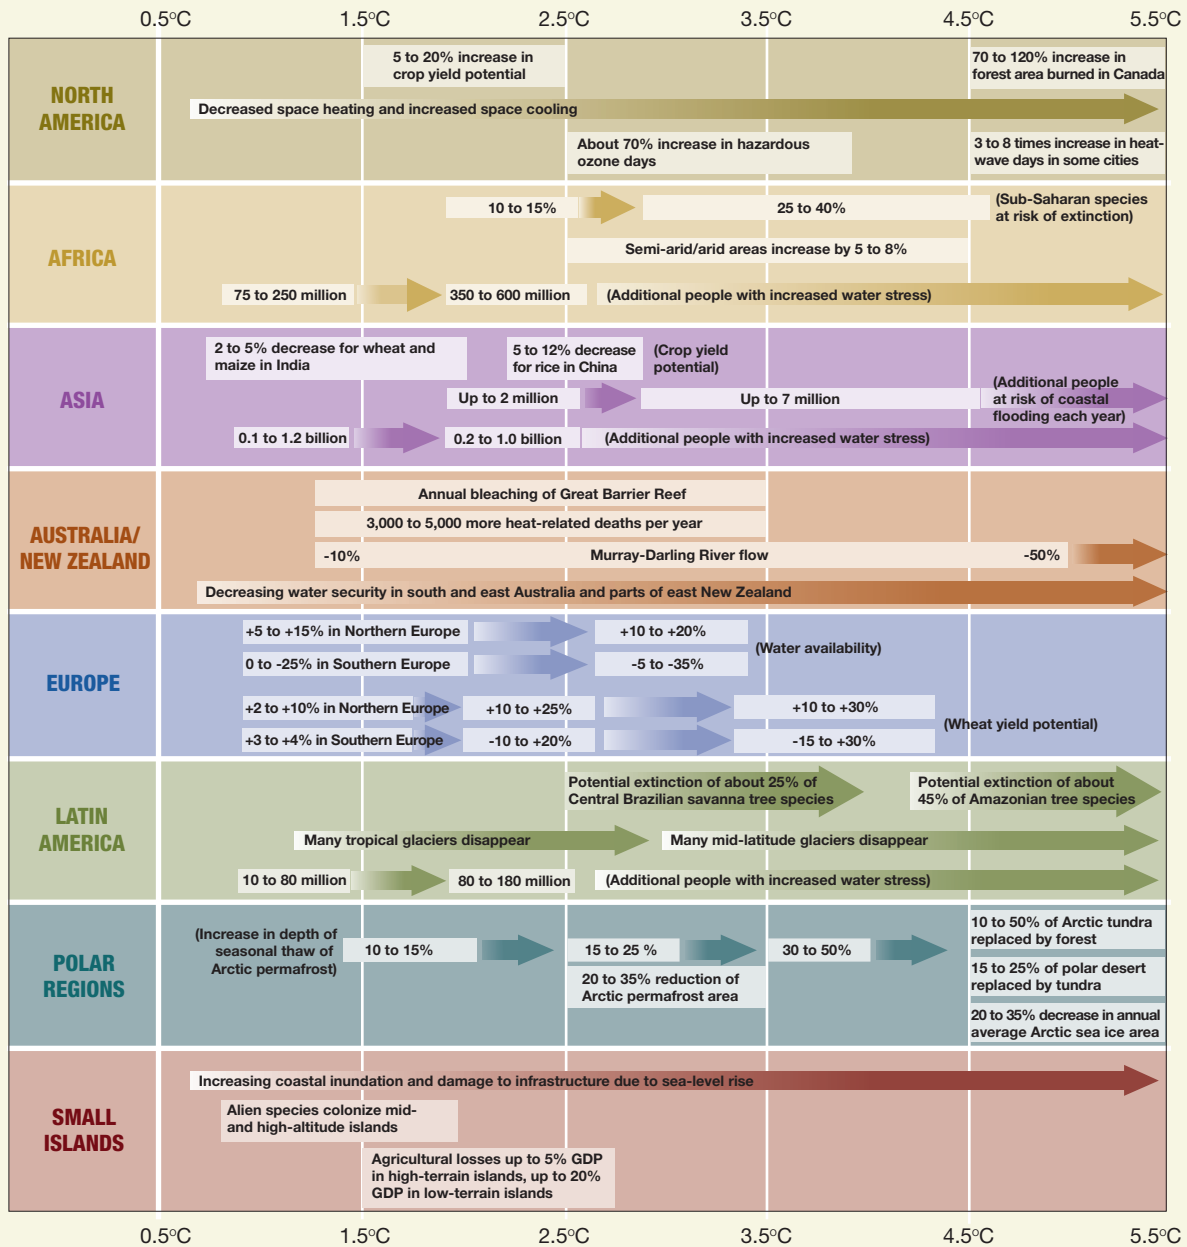 0.5ºC 1.5ºC 2.5ºC 3.5ºC 4.5ºC 5.5ºC
NORTH
AMERICA
5 to 20% increase in
crop yield potential
70 to 120% increase in
forest area burned in Canada
Decreased space heating and increased space cooling
About 70% increase in hazardous
ozone days
3 to 8 times increase in heat-
wave days in some cities
AFRICA
10 to 15%
25 to 40%
(Sub-Saharan species
at risk of extinction)
Semi-arid/arid areas increase by 5 to 8%
75 to 250 million
350 to 600 million
(Additional people with increased water stress)
ASIA
2 to 5% decrease for wheat and
maize in India
5 to 12% decrease
for rice in China
(Crop yield
potential)
Up to 2 million
Up to 7 million
(Additional people
at risk of coastal
flooding each year)
0.1 to 1.2 billion
0.2 to 1.0 billion
(Additional people with increased water stress)
AUSTRALIA/
NEW ZEALAND
Annual bleaching of Great Barrier Reef
3,000 to 5,000 more heat-related deaths per year
-10%
Murray-Darling River flow
-50%
Decreasing water security in south and east Australia and parts of east New Zealand
EUROPE
+5 to +15% in Northern Europe
+10 to +20%
(Water availability)
0 to -25% in Southern Europe
-5 to -35%
+2 to +10% in Northern Europe
+10 to +25%
+10 to +30%
(Wheat yield potential)
+3 to +4% in Southern Europe
-10 to +20%
-15 to +30%
LATIN
AMERICA
Potential extinction of about 25% of
Central Brazilian savanna tree species
Potential extinction of about
45% of Amazonian tree species
Many tropical glaciers disappear
Many mid-latitude glaciers disappear
10 to 80 million
80 to 180 million
(Additional people with increased water stress)
POLAR
REGIONS
(Increase in depth of
seasonal thaw of
Arctic permafrost)
10 to 15%
15 to 25 %
30 to 50%
10 to 50% of Arctic tundra
replaced by forest
20 to 35% reduction of
Arctic permafrost area
15 to 25% of polar desert
replaced by tundra
20 to 35% decrease in annual
average Arctic sea ice area
SMALL
ISLANDS
Increasing coastal inundation and damage to infrastructure due to sea-level rise
Alien species colonize mid-
and high-altitude islands
Agricultural losses up to 5% GDP
in high-terrain islands, up to 20%
GDP in low-terrain islands
0.5ºC 1.5ºC 2.5ºC 3.5ºC 4.5ºC 5.5ºC